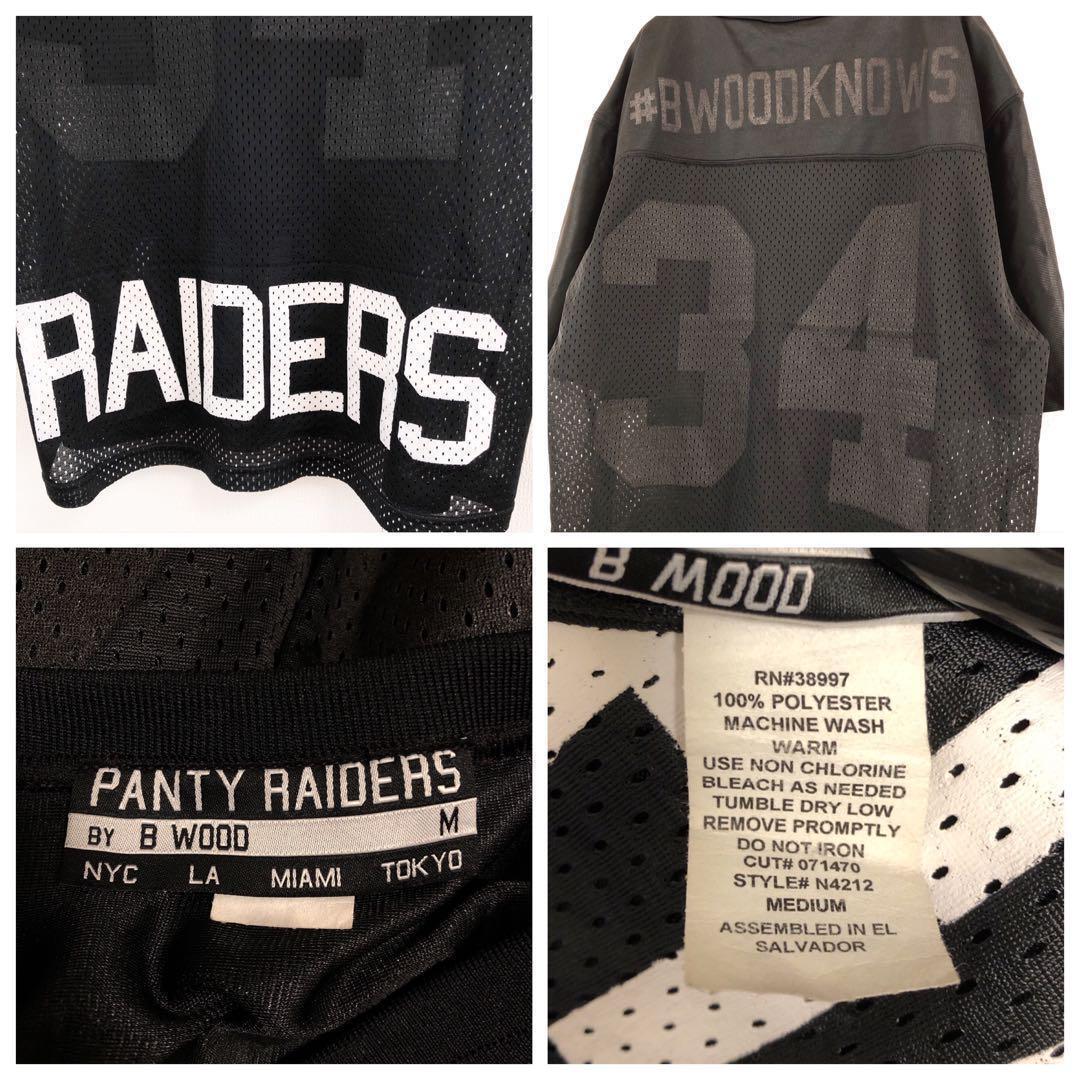 RAIDERS
#BWOODKNOWS
34
PANTY RAIDERS
BY B WOOD M
NYC LA MIAMI TOKYO
B WOOD
RN#38997
100% POLYESTER
MACHINE WASH
WARM
USE NON CHLORINE
BLEACH AS NEEDED
TUMBLE DRY LOW
REMOVE PROMPTLY
DO NOT IRON
CUT# 071470
STYLE# N4212
MEDIUM
ASSEMBLED IN EL
SALVADOR